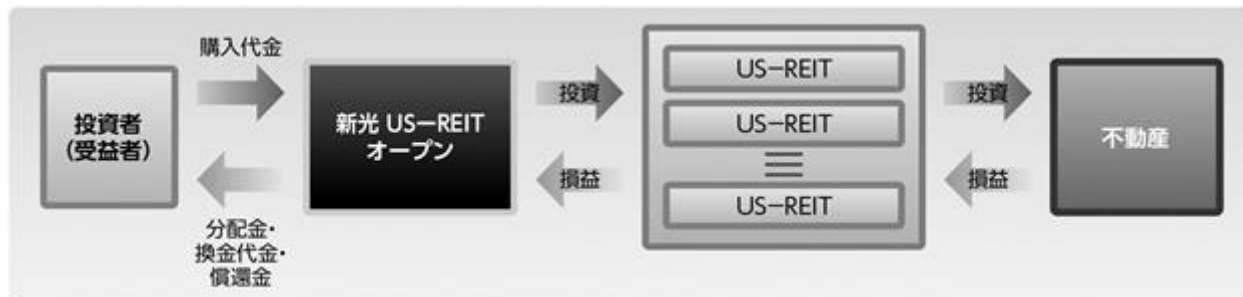 購入代金
投資者
(受益者)
分配金・
換金代金・
償還金
新光 US-REIT
オープン
投資
損益
US-REIT
US-REIT
US-REIT
投資
損益
不動産